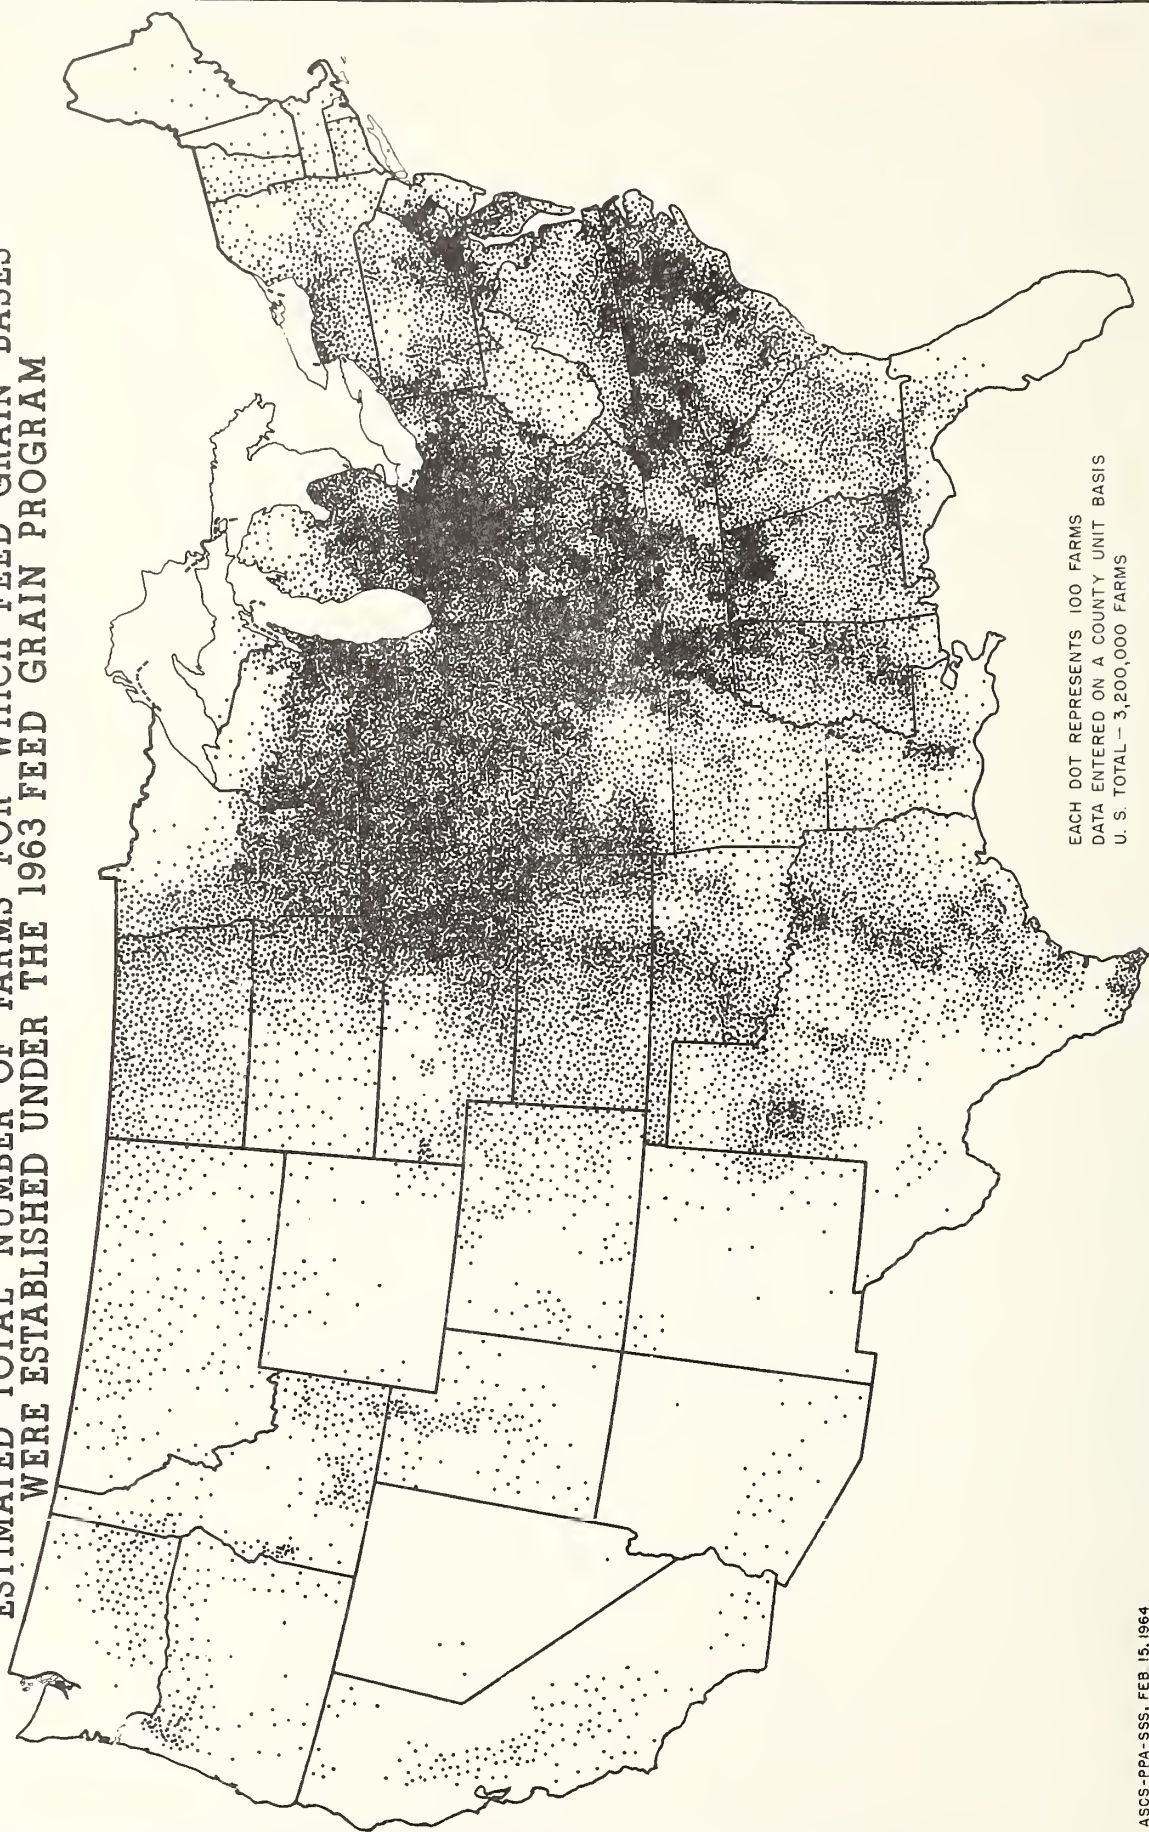 ESTIMATED TOTAL NUMBER OF FARMS FOR WHICH FEED GRAIN BASES
WERE ESTABLISHED UNDER THE 1963 FEED GRAIN PROGRAM
EACH DOT REPRESENTS 100 FARMS
DATA ENTERED ON A COUNTY UNIT BASIS
U. S. TOTAL — 3,200,000 FARMS
ASCS-PPA-SSS, FEB 15, 1964